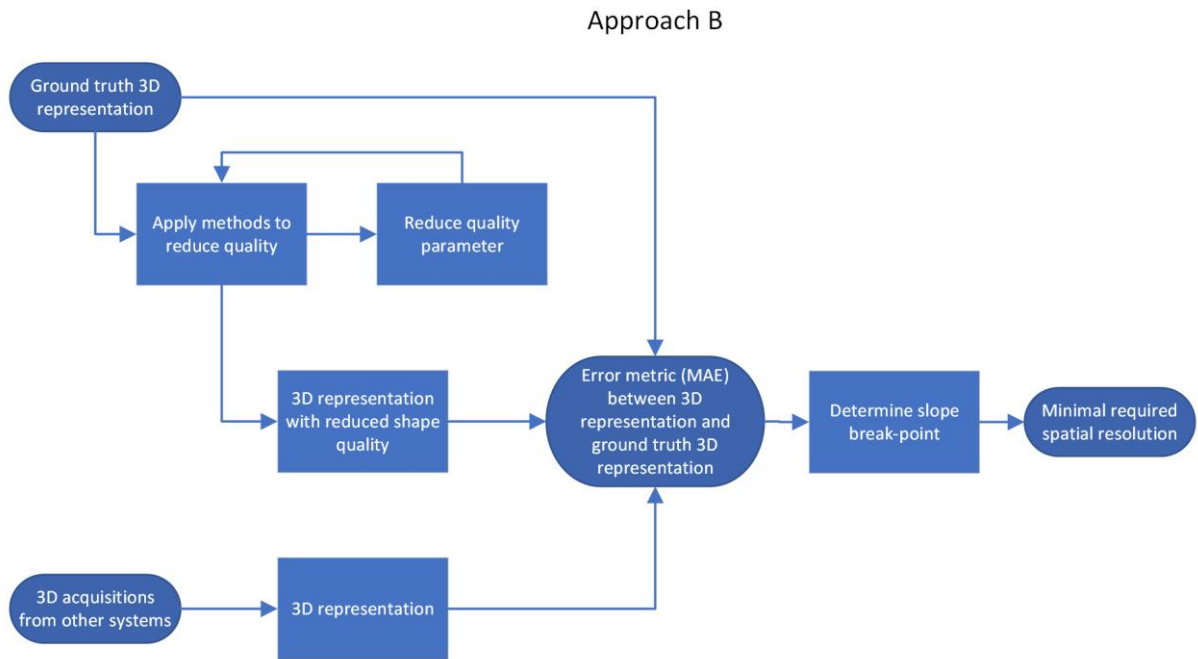 Approach B
Ground truth 3D
representation
Apply methods to
reduce quality
Reduce quality
parameter
3D representation
with reduced shape
quality
Error metric (MAE)
between 3D
representation and
ground truth 3D
representation
Determine slope
break-point
Minimal required
spatial resolution
3D acquisitions
from other systems
3D representation